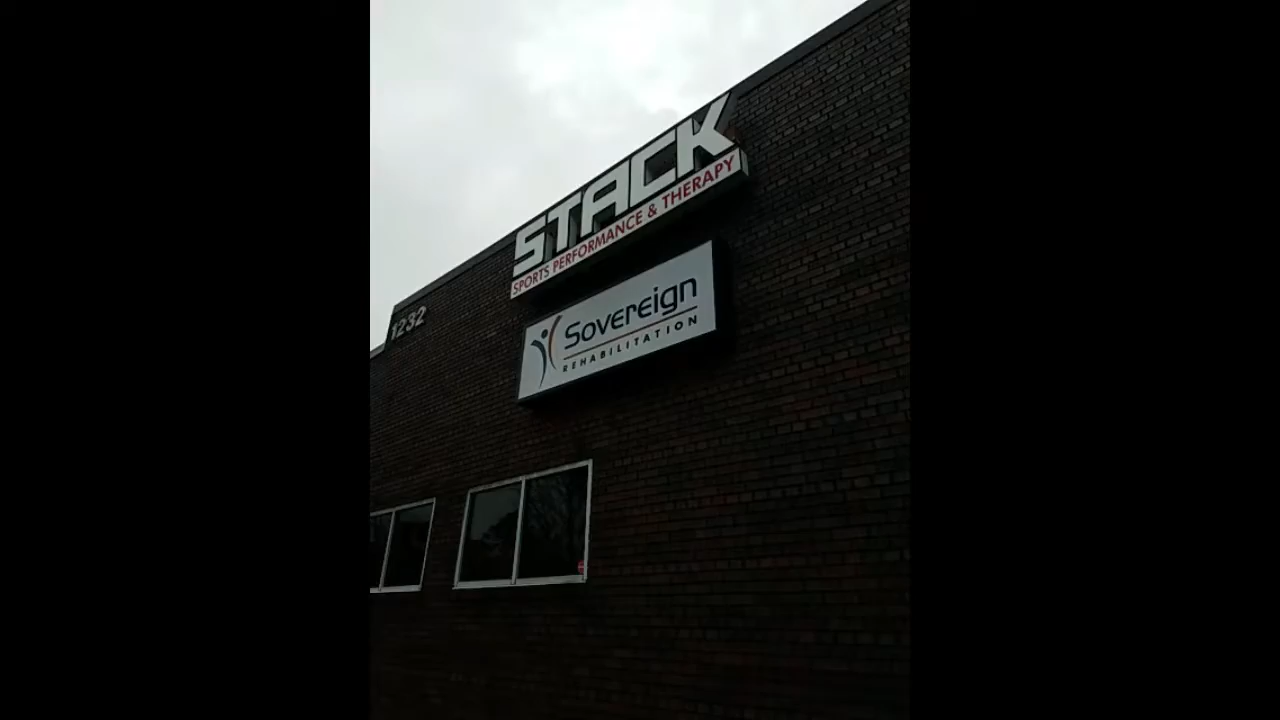 STACK
SPORTS PERFORMANCE & THERAPY
1232
Sovereign
REHABILITATION